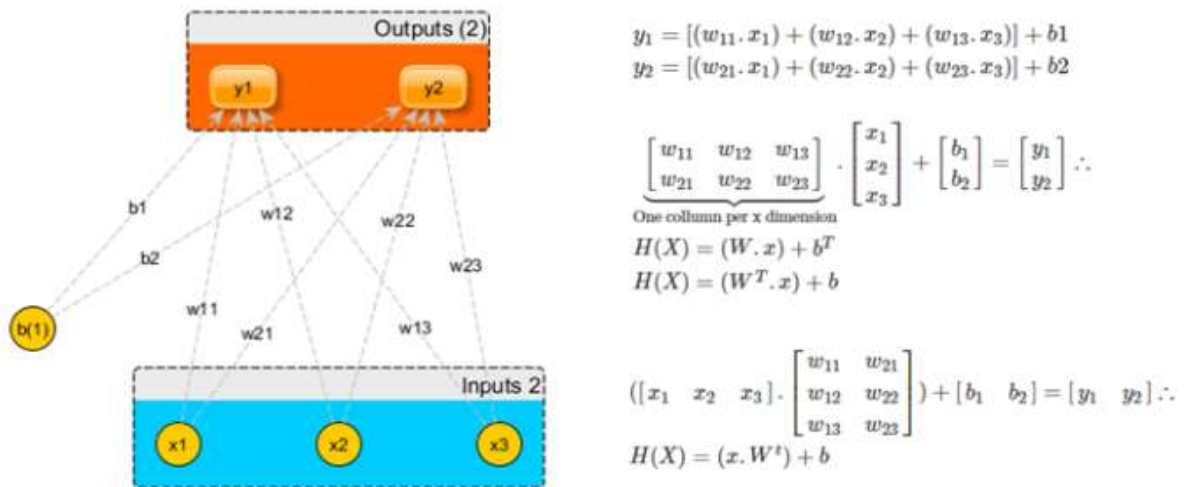 Outputs (2)
y1 y2
b1
w12 w22
b2
w23
w11
b(1)
w21 w13
Inputs 2
x1 x2 x3
y₁ = [(w₁₁. x₁) + (w₁₂. x₂) + (w₁₃. x₃)] + b1
y₂ = [(w₂₁. x₁) + (w₂₂. x₂) + (w₂₃. x₃)] + b2
[w₁₁ w₁₂ w₁₃; w₂₁ w₂₂ w₂₃] . [x₁; x₂; x₃] + [b₁; b₂] = [y₁; y₂] ∴
One collumn per x dimension
H(X) = (W. x) + bᵀ
H(X) = (Wᵀ. x) + b
([x₁ x₂ x₃]. [w₁₁ w₂₁; w₁₂ w₂₂; w₁₃ w₂₃]) + [b₁ b₂] = [y₁ y₂] ∴
H(X) = (x. Wᵗ) + b